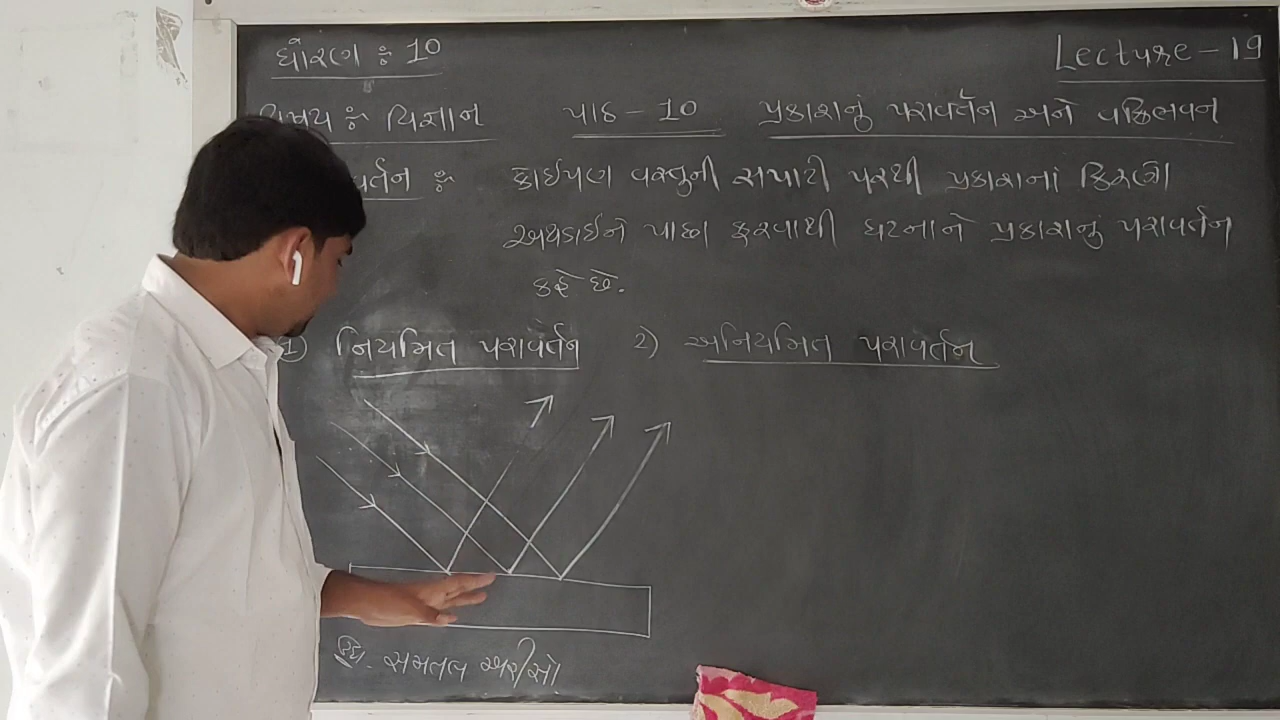 ધોરણ ઃ 10
Lecture - 19
વિષય ઃ વિજ્ઞાન પાઠ - 10 પ્રકાશનું પરાવર્તન અને વક્રિભવન
વર્તન ઃ કોઈપણ વસ્તુની સપાટી પરથી પ્રકાશનાં કિરણો
અથડાઈને પાછા ફરવાથી ઘટનાને પ્રકાશનું પરાવર્તન
કહે છે.
1) નિયમિત પરાવર્તન 2) અનિયમિત પરાવર્તન
સમતલ અરીસો